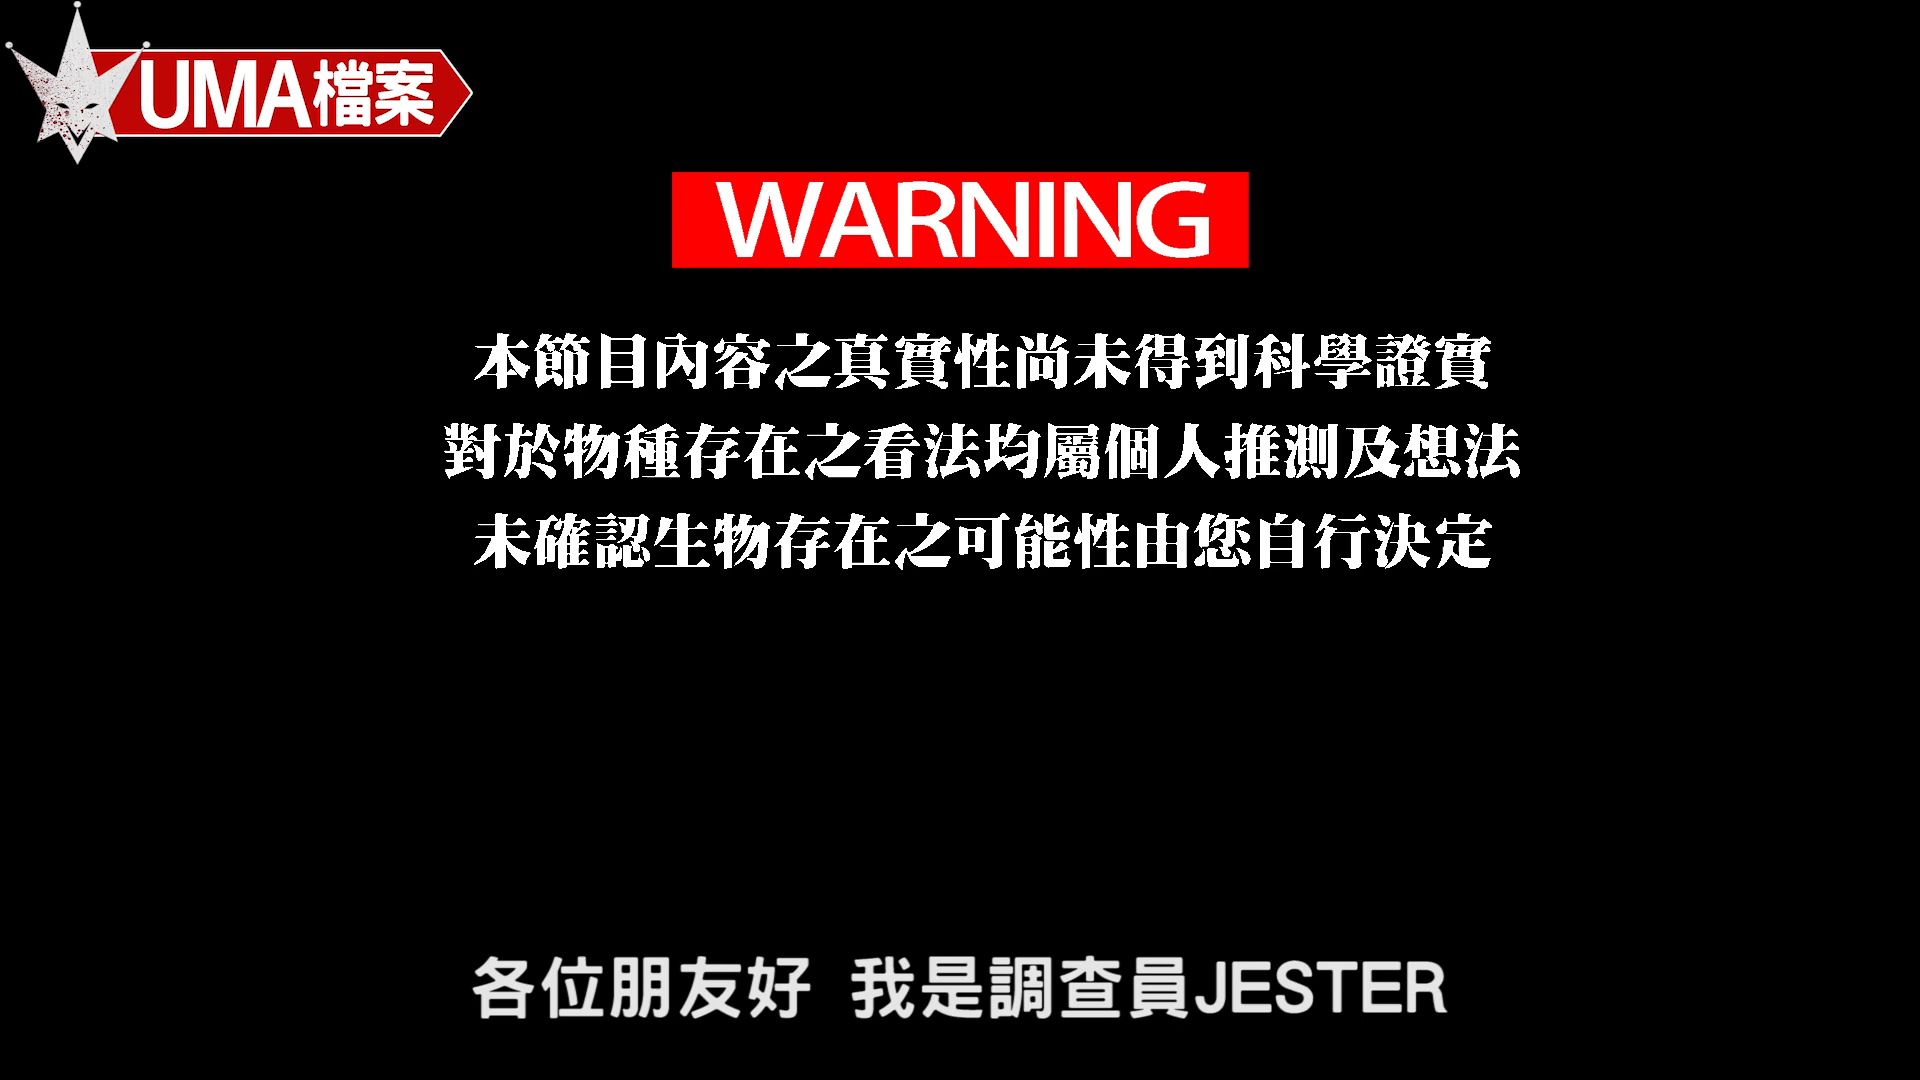 UMA檔案
WARNING
本節目內容之真實性尚未得到科學證實
對於物種存在之看法均屬個人推測及想法
未確認生物存在之可能性由您自行決定
各位朋友好 我是調查員JESTER